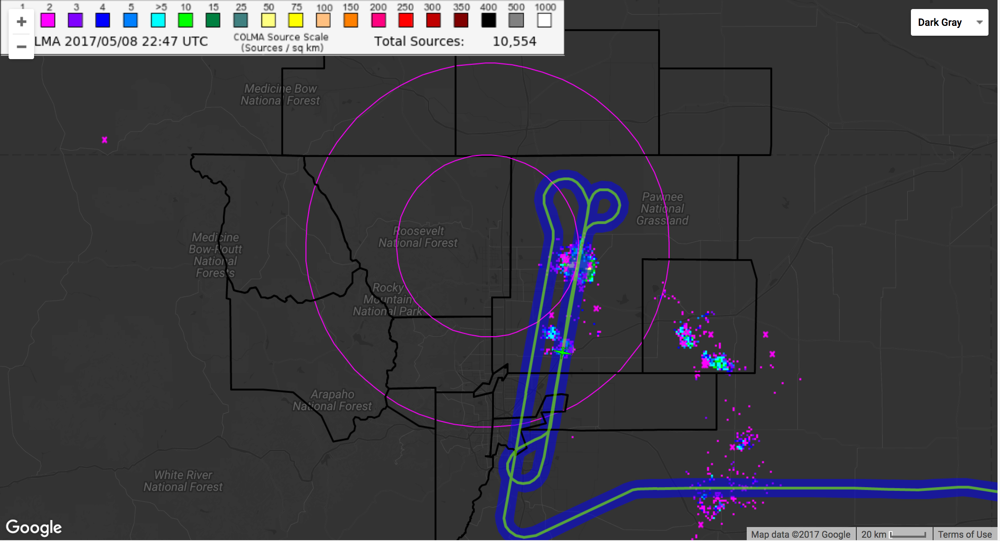 1 2 3 4 5 >5 10 15 25 50 75 100 150 200 250 300 350 400 500 1000
+
Dark Gray
LMA 2017/05/08 22:47 UTC
COLMA Source Scale
(Sources / sq km)
Total Sources: 10,554
−
Medicine Bow
National Forest
Pawnee
National
Grassland
Roosevelt
National Forest
Medicine
Bow-Routt
National
Forests
Rocky
Mountain
National Park
Arapaho
National Forest
White River
National Forest
Google
Map data ©2017 Google
20 km
Terms of Use